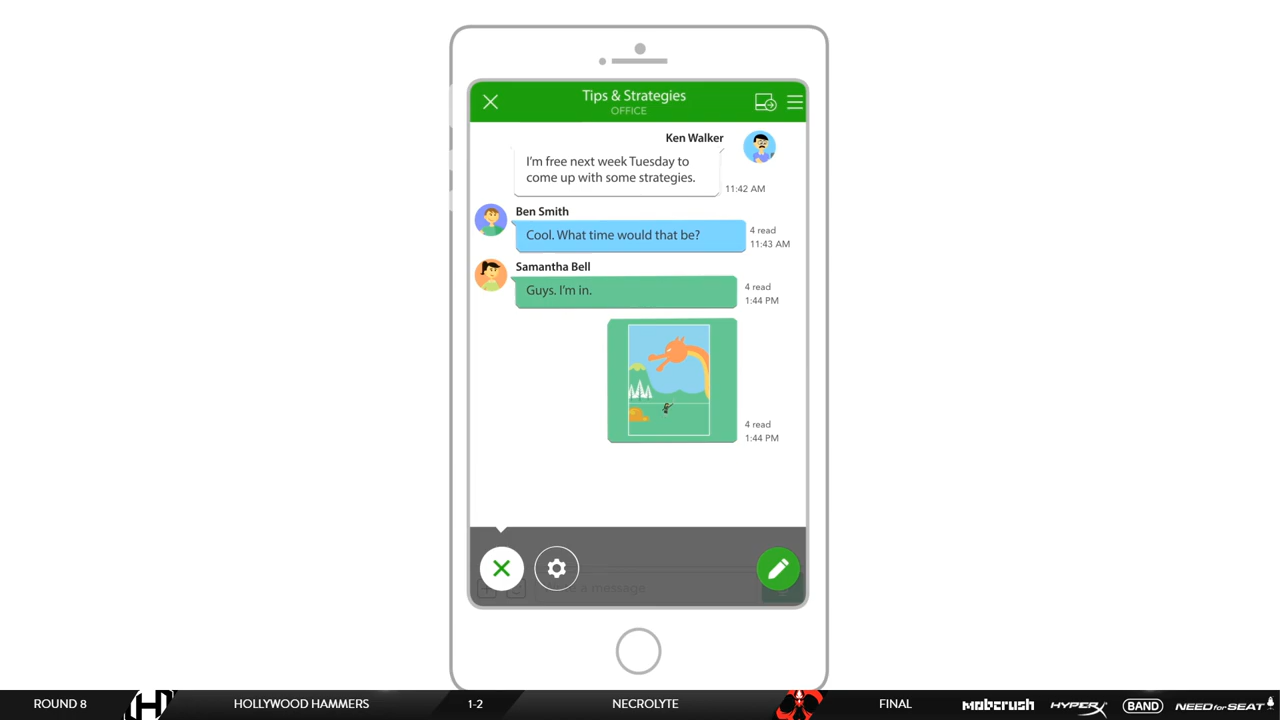 Tips & Strategies
OFFICE
Ken Walker
I'm free next week Tuesday to
come up with some strategies.
11:42 AM
Ben Smith
Cool. What time would that be?
4 read
11:43 AM
Samantha Bell
Guys. I'm in.
4 read
1:44 PM
4 read
1:44 PM
a message
ROUND 8
HOLLYWOOD HAMMERS
1-2
NECROLYTE
FINAL
mobcrush
HYPERX
BAND
NEED for SEAT